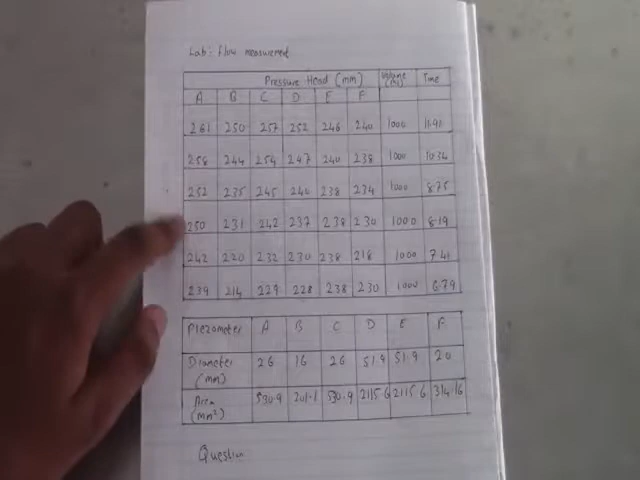 Lab: Flow measurement
Pressure Head (mm) Volume (ml) Time
A B C D E F
261 250 257 252 246 240 1000 11.91
256 244 254 247 240 238 1000 10.34
252 235 245 240 238 234 1000 8.75
250 231 242 237 238 230 1000 8.19
242 220 232 230 238 218 1000 7.41
239 214 229 228 238 230 1000 6.79
Piezometer A B C D E F
Diameter (mm) 26 16 26 51.9 51.9 20
Area (mm²) 530.9 201.1 530.9 2115.6 2115.6 314.16
Question